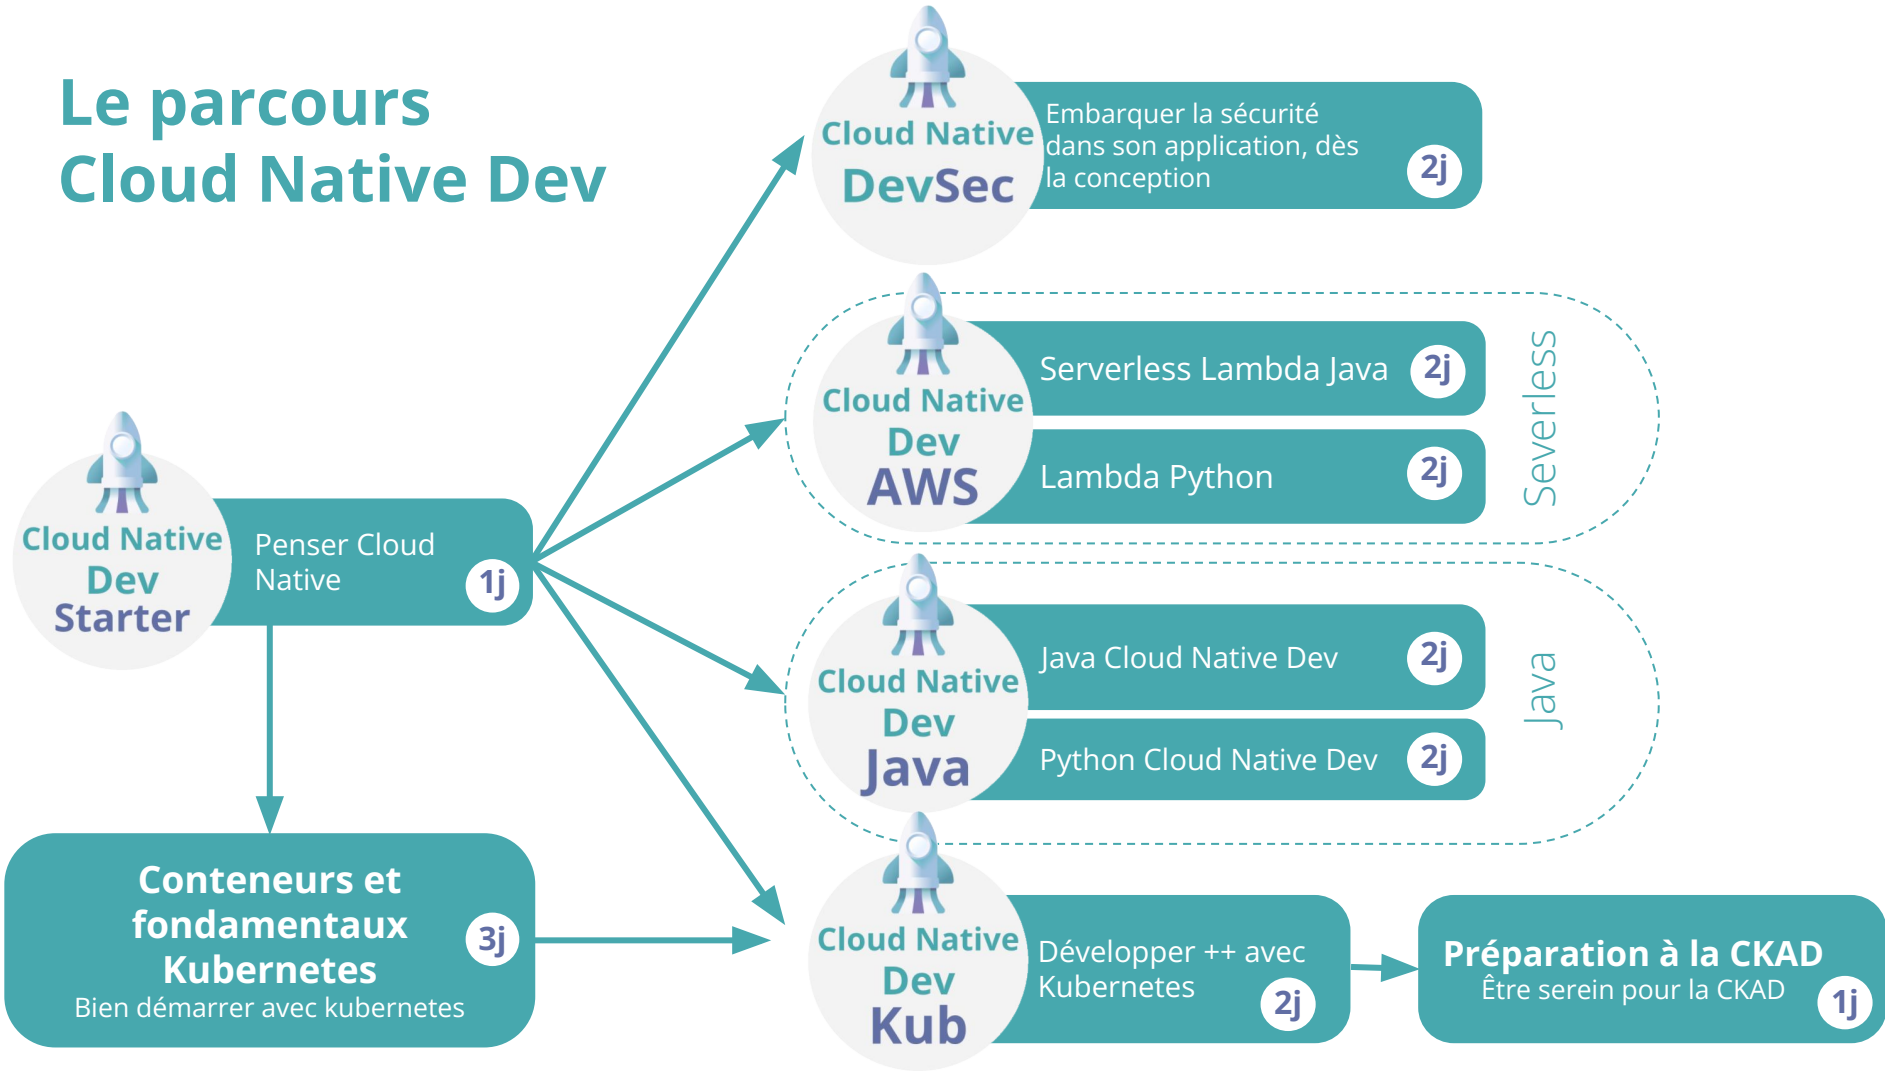 Le parcours
Cloud Native Dev
Cloud Native
DevSec
Embarquer la sécurité
dans son application, dès
la conception
2j
Cloud Native
Dev
AWS
Serverless Lambda Java
2j
Lambda Python
2j
Serverless
Cloud Native
Dev
Starter
Penser Cloud
Native
1j
Cloud Native
Dev
Java
Java Cloud Native Dev
2j
Python Cloud Native Dev
2j
Java
Conteneurs et
fondamentaux
Kubernetes
Bien démarrer avec kubernetes
3j
Cloud Native
Dev
Kub
Développer ++ avec
Kubernetes
2j
Préparation à la CKAD
Être serein pour la CKAD
1j